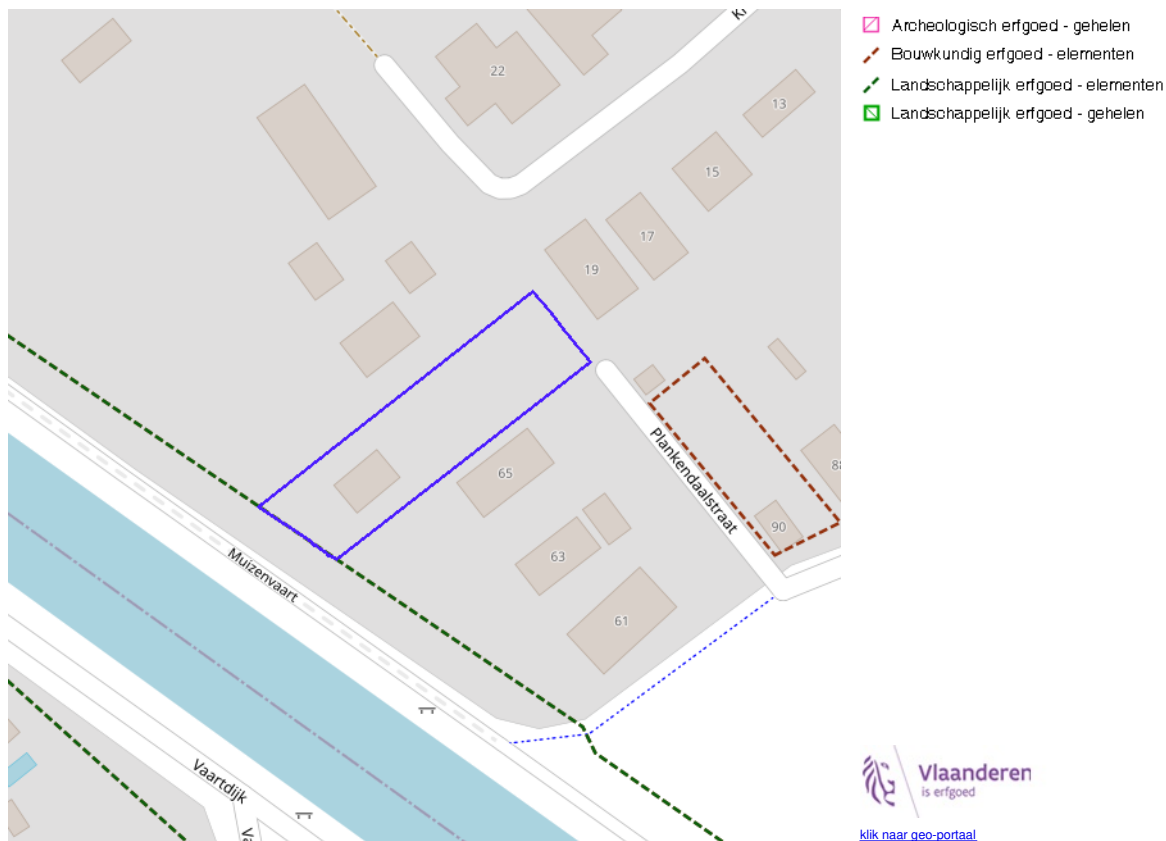 Archeologisch erfgoed - gehelen
Bouwkundig erfgoed - elementen
Landschappelijk erfgoed - elementen
Landschappelijk erfgoed - gehelen
22
13
15
17
19
65
Plankendaalstraat
90
63
61
Muizenvaart
Vaartdijk
Vlaanderen
is erfgoed
klik naar geo-portaal